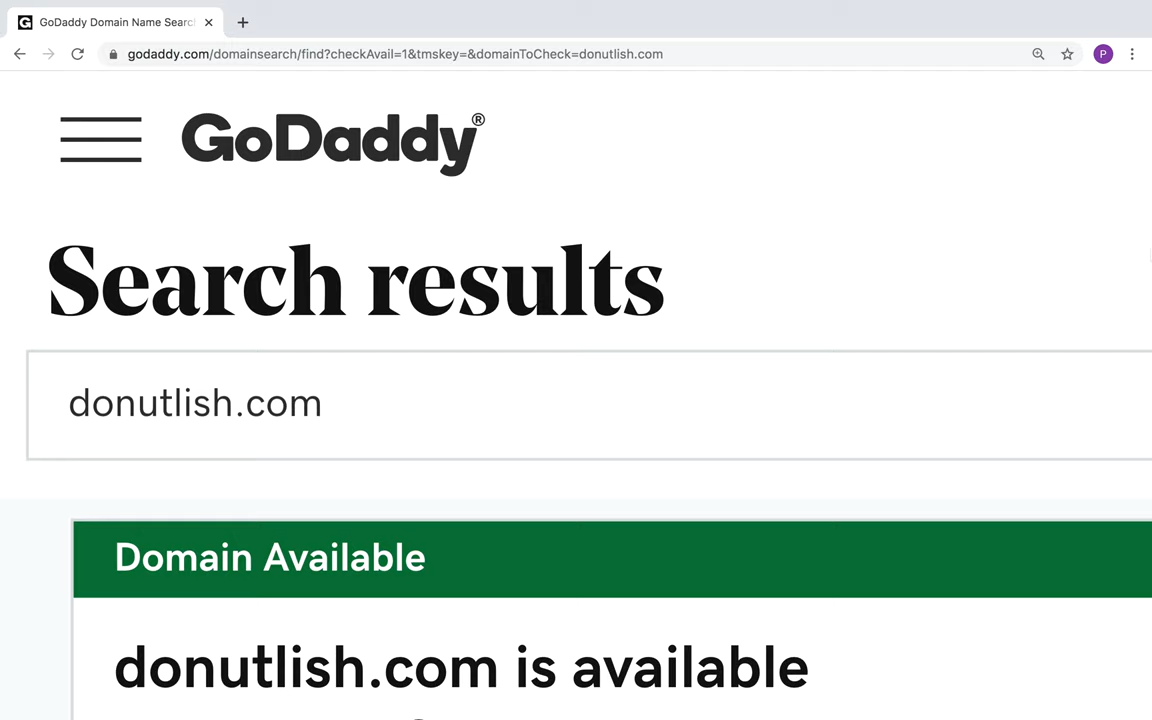 GoDaddy Domain Name Searc
godaddy.com/domainsearch/find?checkAvail=1&tmskey=&domainToCheck=donutlish.com
P
GoDaddy®
Search results
donutlish.com
Domain Available
donutlish.com is available